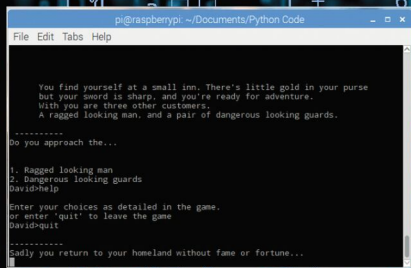 pi@raspberrypi: ~/Documents/Python Code
File Edit Tabs Help
You find yourself at a small inn. There's little gold in your purse
but your sword is sharp, and you're ready for adventure.
With you are three other customers.
A ragged looking man, and a pair of dangerous looking guards.
----------
Do you approach the...
1. Ragged looking man
2. Dangerous looking guards
David>help
Enter your choices as detailed in the game.
or enter 'quit' to leave the game
David>quit
----------
Sadly you return to your homeland without fame or fortune...